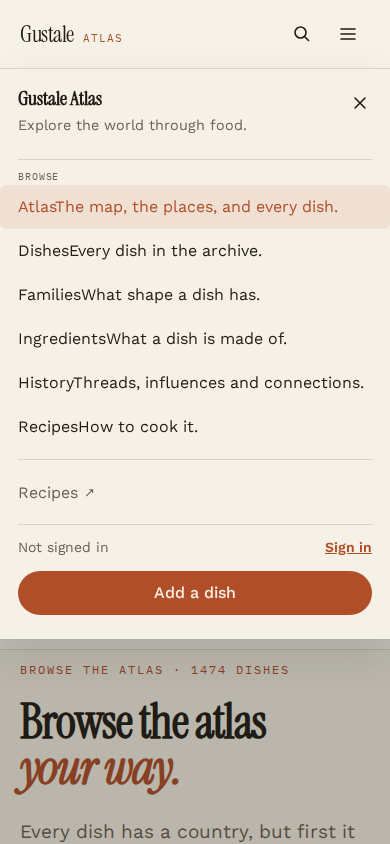 Gustale ATLAS
Gustale Atlas
Explore the world through food.
BROWSE
AtlasThe map, the places, and every dish.
DishesEvery dish in the archive.
FamiliesWhat shape a dish has.
IngredientsWhat a dish is made of.
HistoryThreads, influences and connections.
RecipesHow to cook it.
Recipes ↗
Not signed in
Sign in
Add a dish
BROWSE THE ATLAS · 1474 DISHES
Browse the atlas
your way.
Every dish has a country, but first it